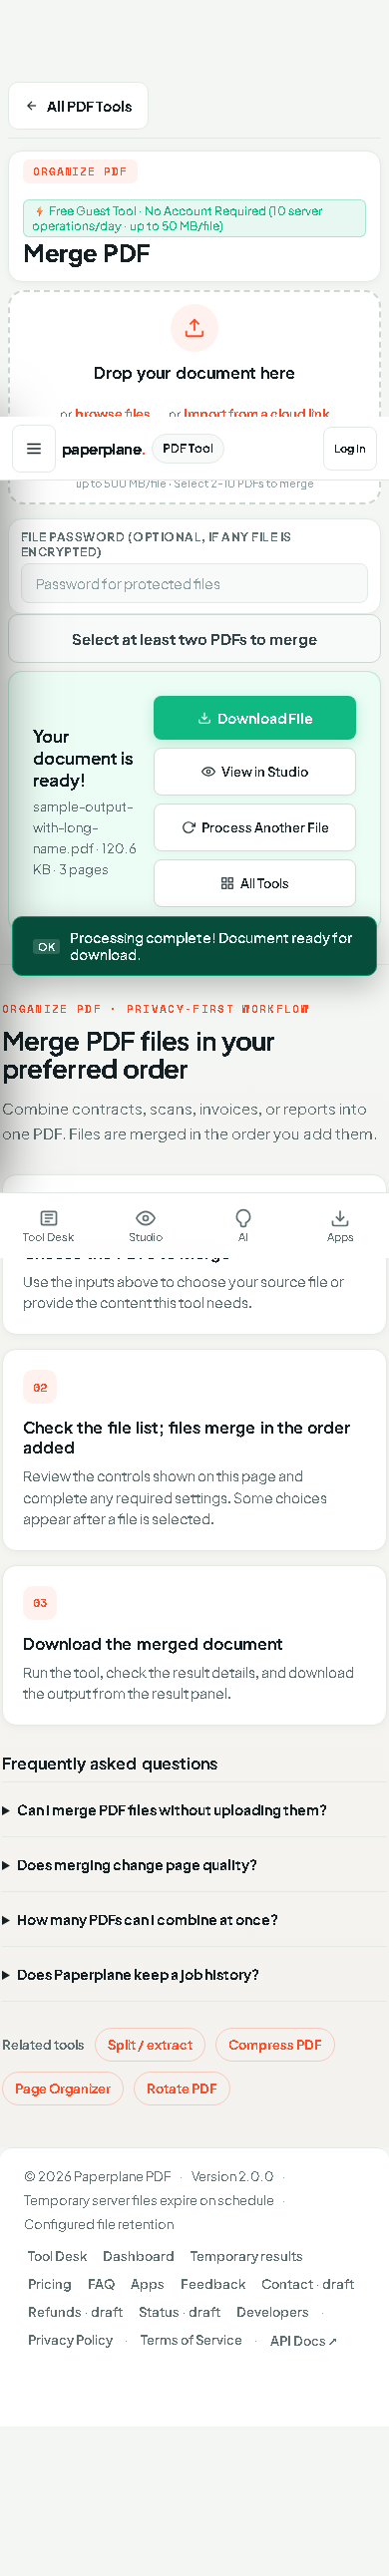 All PDF Tools
ORGANIZE PDF
Free Guest Tool · No Account Required (10 server
operations/day · up to 50 MB/file)
Merge PDF
Drop your document here
or browse files or Import from a cloud link
paperplane. PDF Tool Log In
up to 500 MB/file · Select 2-10 PDFs to merge
FILE PASSWORD (OPTIONAL, IF ANY FILE IS
ENCRYPTED)
Password for protected files
Select at least two PDFs to merge
Your
document is
ready!
sample-output-
with-long-
name.pdf · 120.6
KB · 3 pages
Download File
View in Studio
Process Another File
All Tools
OK
Processing complete! Document ready for
download.
ORGANIZE PDF · PRIVACY-FIRST WORKFLOW
Merge PDF files in your
preferred order
Combine contracts, scans, invoices, or reports into
one PDF. Files are merged in the order you add them.
Tool Desk Studio AI Apps
Use the inputs above to choose your source file or
provide the content this tool needs.
02
Check the file list; files merge in the order
added
Review the controls shown on this page and
complete any required settings. Some choices
appear after a file is selected.
03
Download the merged document
Run the tool, check the result details, and download
the output from the result panel.
Frequently asked questions
Can I merge PDF files without uploading them?
Does merging change page quality?
How many PDFs can I combine at once?
Does Paperplane keep a job history?
Related tools Split / extract Compress PDF
Page Organizer Rotate PDF
© 2026 Paperplane PDF · Version 2.0.0 ·
Temporary server files expire on schedule ·
Configured file retention
Tool Desk Dashboard Temporary results
Pricing FAQ Apps Feedback Contact · draft
Refunds · draft Status · draft Developers ·
Privacy Policy · Terms of Service · API Docs ↗